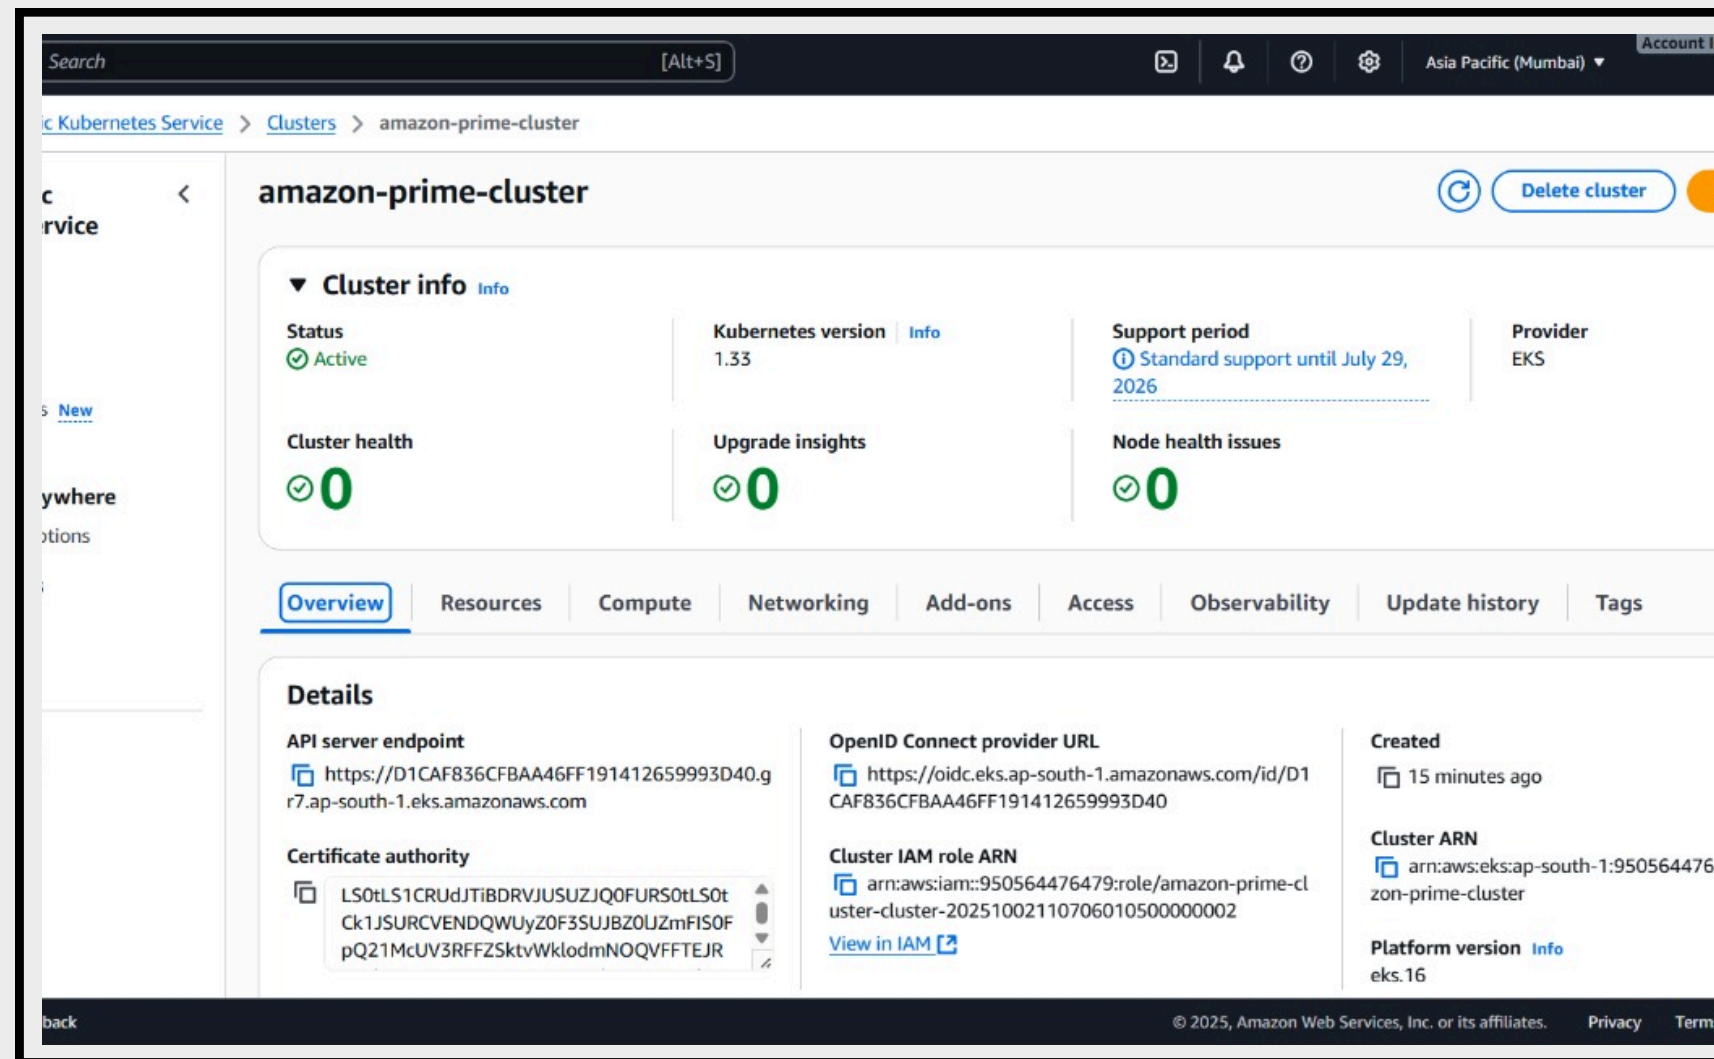 Search [Alt+S] Asia Pacific (Mumbai) Account
ic Kubernetes Service > Clusters > amazon-prime-cluster
c
rvice
s New
ywhere
otions
amazon-prime-cluster
Delete cluster
Cluster info Info
Status
Active
Kubernetes version Info
1.33
Support period
Standard support until July 29,
2026
Provider
EKS
Cluster health
0
Upgrade insights
0
Node health issues
0
Overview Resources Compute Networking Add-ons Access Observability Update history Tags
Details
API server endpoint
https://D1CAF836CFBAA46FF191412659993D40.g
r7.ap-south-1.eks.amazonaws.com
Certificate authority
LS0tLS1CRUdJTiBDRVJUSUZJQ0FURS0tLS0t
Ck1JSURCVENDQWUyZ0F3SUJBZ0lJZmFIS0F
pQ21McUV3RFFZSktvWklodmNOQVFFTEJR
OpenID Connect provider URL
https://oidc.eks.ap-south-1.amazonaws.com/id/D1
CAF836CFBAA46FF191412659993D40
Cluster IAM role ARN
arn:aws:iam::950564476479:role/amazon-prime-cl
uster-cluster-20251002110706010500000002
View in IAM
Created
15 minutes ago
Cluster ARN
arn:aws:eks:ap-south-1:950564476
zon-prime-cluster
Platform version Info
eks.16
back © 2025, Amazon Web Services, Inc. or its affiliates. Privacy Term